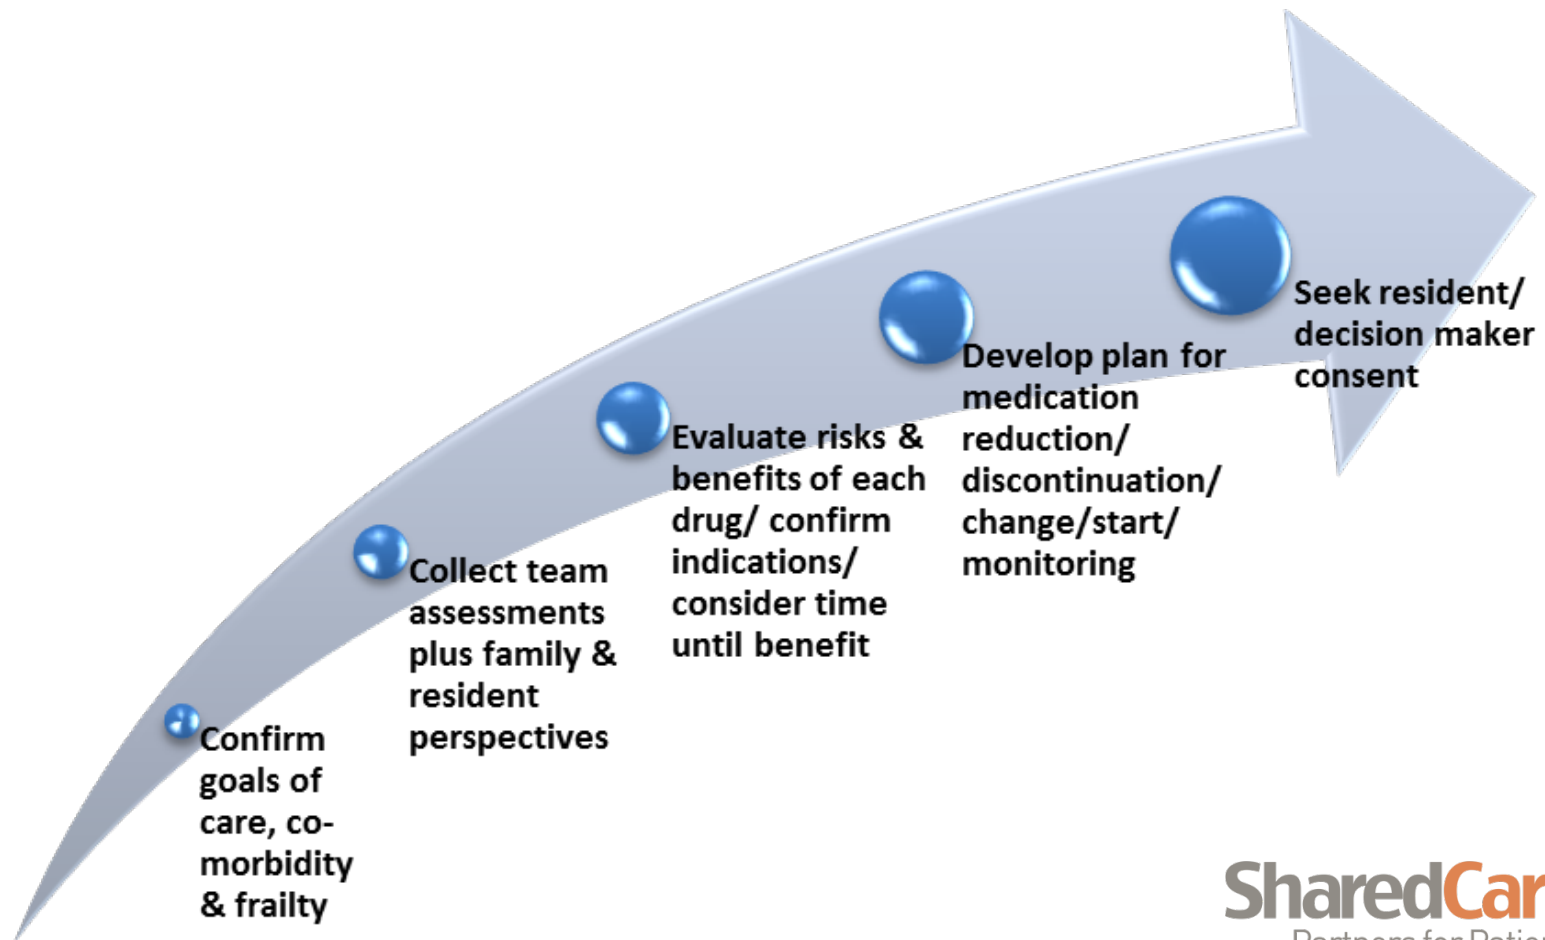 Confirm
goals of
care, co-
morbidity
& frailty
Collect team
assessments
plus family &
resident
perspectives
Evaluate risks &
benefits of each
drug/ confirm
indications/
consider time
until benefit
Develop plan for
medication
reduction/
discontinuation/
change/start/
monitoring
Seek resident/
decision maker
consent
SharedCar
Partners for